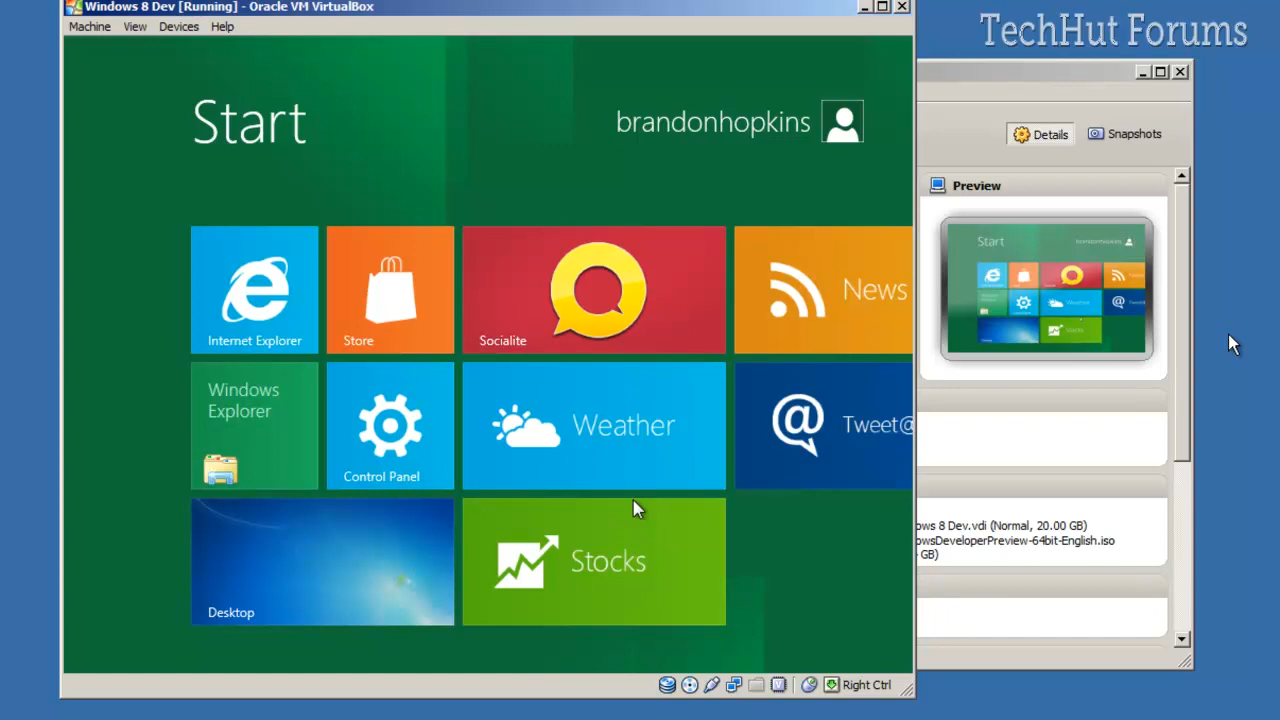 Windows 8 Dev [Running] - Oracle VM VirtualBox
Machine View Devices Help
TechHut Forums
Start
brandonhopkins
Details Snapshots
Preview
Start
Internet Explorer
Store
Socialite
News
Windows
Explorer
Control Panel
Weather
Tweet@
Desktop
Stocks
ows 8 Dev.vdi (Normal, 20.00 GB)
owsDeveloperPreview-64bit-English.iso
GB)
Right Ctrl